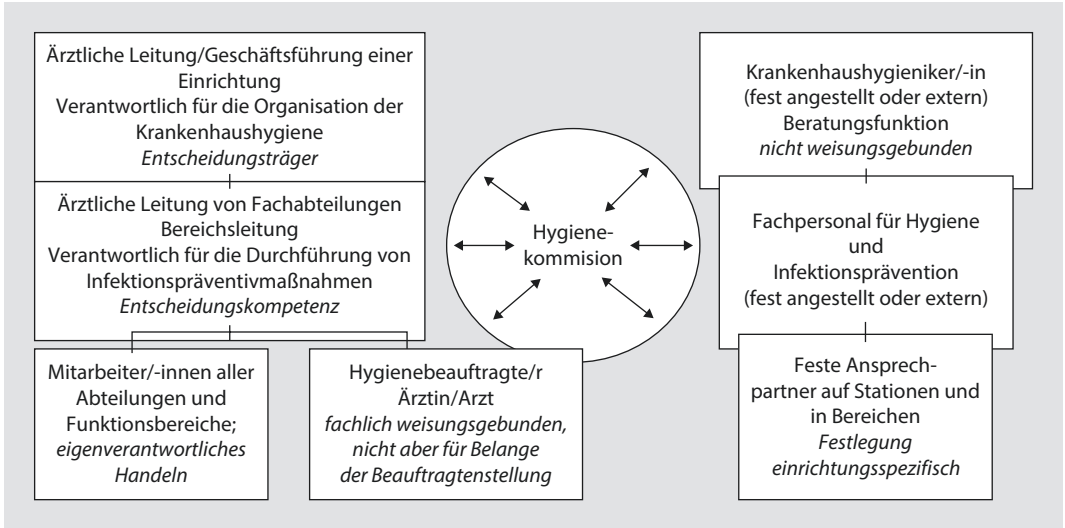 Ärztliche Leitung/Geschäftsführung einer
Einrichtung
Verantwortlich für die Organisation der
Krankenhaushygiene
Entscheidungsträger
Ärztliche Leitung von Fachabteilungen
Bereichsleitung
Verantwortlich für die Durchführung von
Infektionspräventivmaßnahmen
Entscheidungskompetenz
Mitarbeiter/-innen aller
Abteilungen und
Funktionsbereiche;
eigenverantwortliches
Handeln
Hygienebeauftragte/r
Ärztin/Arzt
fachlich weisungsgebunden,
nicht aber für Belange
der Beauftragtenstellung
Hygiene-
kommision
Krankenhaushygieniker/-in
(fest angestellt oder extern)
Beratungsfunktion
nicht weisungsgebunden
Fachpersonal für Hygiene
und
Infektionsprävention
(fest angestellt oder extern)
Feste Ansprech-
partner auf Stationen und
in Bereichen
Festlegung
einrichtungsspezifisch